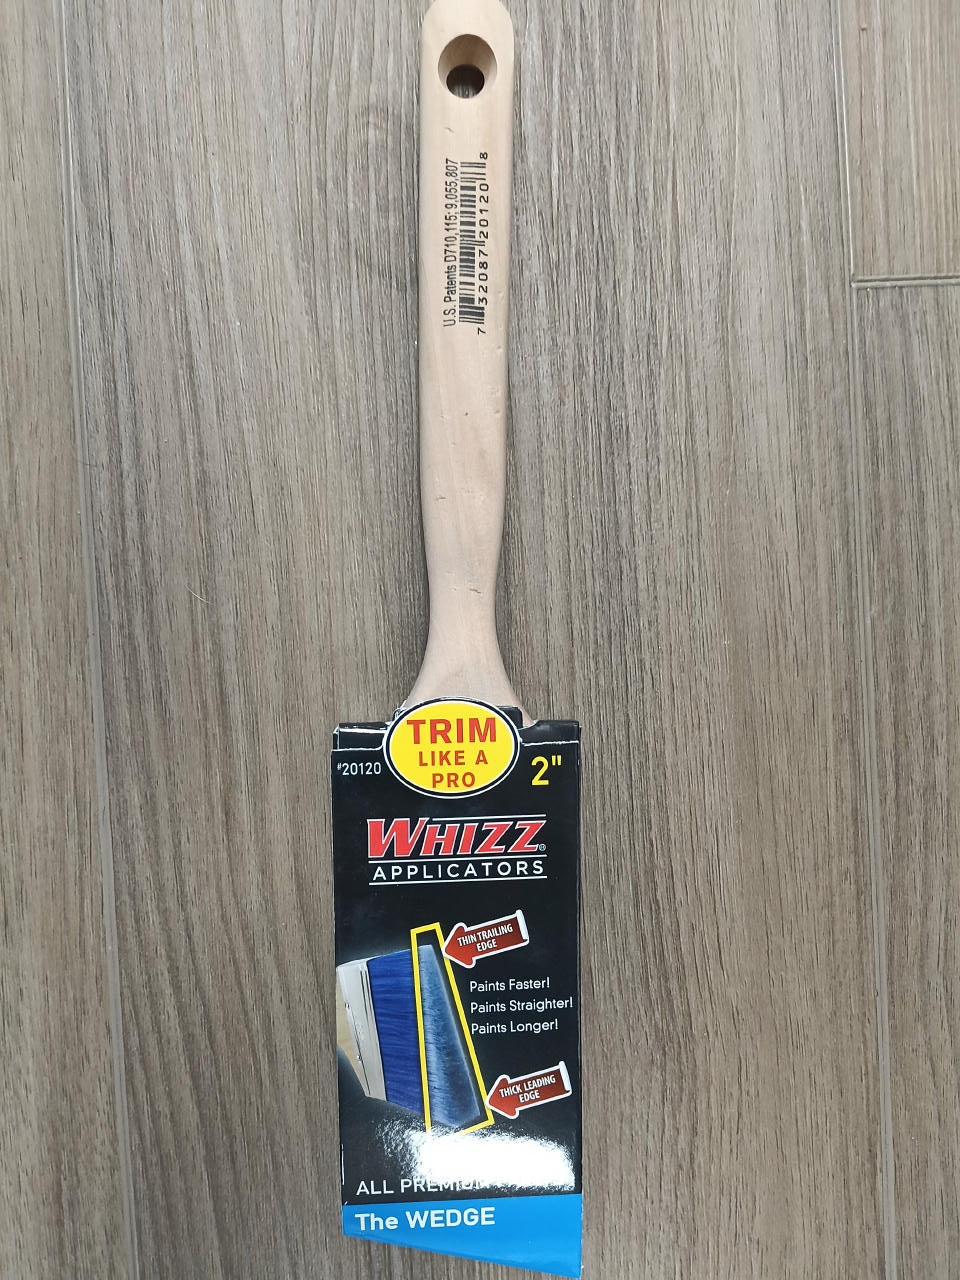 U.S. Patents D710,115; 9,055,807
7 32087 20120 8
TRIM
LIKE A
PRO
#20120
2"
WHIZZ®
APPLICATORS
THIN TRAILING
EDGE
Paints Faster!
Paints Straighter!
Paints Longer!
THICK LEADING
EDGE
ALL PREMIUM
The WEDGE